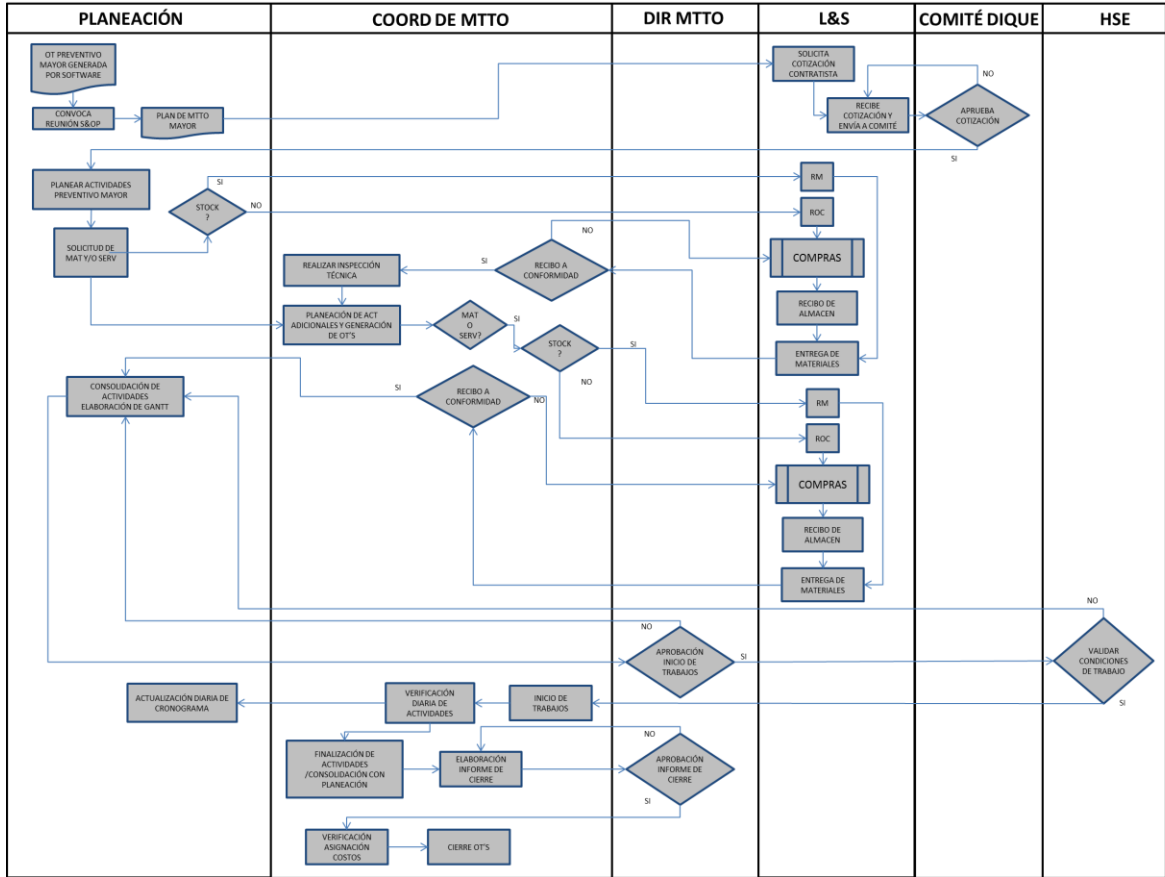 PLANEACIÓN
COORD DE MTTO
DIR MTTO
L&S
COMITÉ DIQUE
HSE
OT PREVENTIVO
MAYOR GENERADA
POR SOFTWARE
CONVOCA
REUNIÓN S&OP
PLAN DE MTTO
MAYOR
SOLICITA
COTIZACIÓN
CONTRATISTA
RECIBE
COTIZACIÓN Y
ENVÍA A COMITÉ
NO
APRUEBA
COTIZACIÓN
SI
PLANEAR ACTIVIDADES
PREVENTIVO MAYOR
SOLICITUD DE
MAT Y/O SERV
STOCK
?
SI
NO
RM
ROC
COMPRAS
RECIBO DE
ALMACEN
ENTREGA DE
MATERIALES
NO
RECIBO A
CONFORMIDAD
SI
REALIZAR INSPECCIÓN
TÉCNICA
PLANEACIÓN DE ACT
ADICIONALES Y GENERACIÓN
DE OT'S
MAT
O
SERV?
SI
STOCK
?
SI
NO
RM
ROC
COMPRAS
RECIBO DE
ALMACEN
ENTREGA DE
MATERIALES
RECIBO A
CONFORMIDAD
SI
NO
CONSOLIDACIÓN DE
ACTIVIDADES
ELABORACIÓN DE GANTT
NO
APROBACIÓN
INICIO DE
TRABAJOS
SI
NO
VALIDAR
CONDICIONES
DE TRABAJO
SI
INICIO DE
TRABAJOS
VERIFICACIÓN
DIARIA DE
ACTIVIDADES
ACTUALIZACIÓN DIARIA DE
CRONOGRAMA
FINALIZACIÓN DE
ACTIVIDADES
/CONSOLIDACIÓN CON
PLANEACIÓN
ELABORACIÓN
INFORME DE
CIERRE
NO
APROBACIÓN
INFORME DE
CIERRE
SI
VERIFICACIÓN
ASIGNACIÓN
COSTOS
CIERRE OT'S